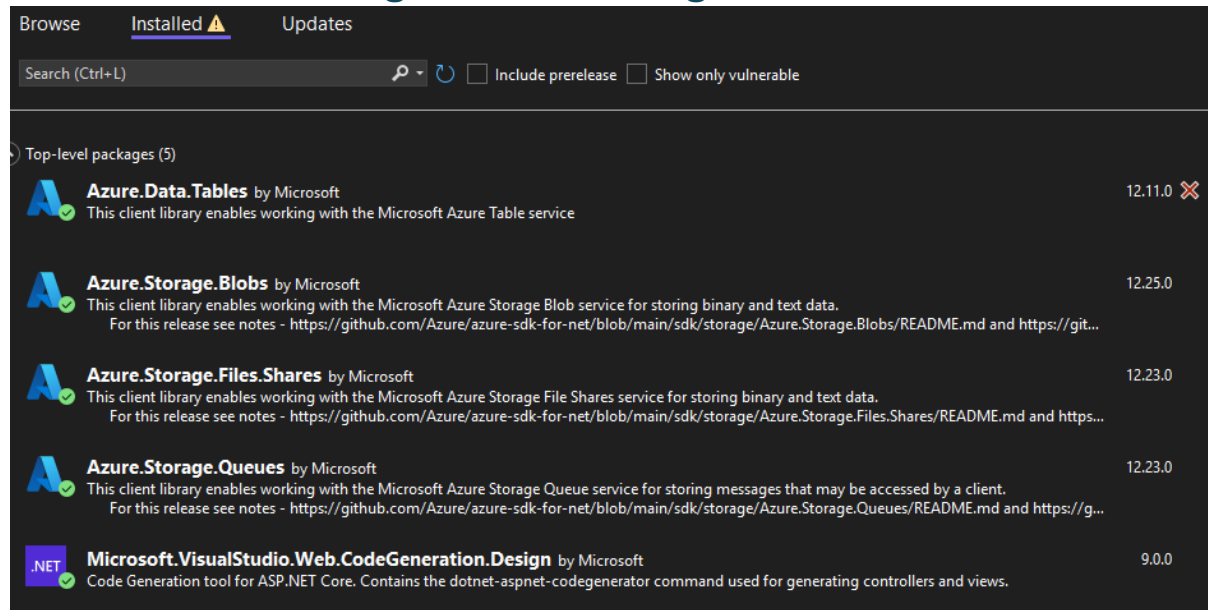 Browse Installed Updates
Search (Ctrl+L) Include prerelease Show only vulnerable
Top-level packages (5)
Azure.Data.Tables by Microsoft 12.11.0
This client library enables working with the Microsoft Azure Table service
Azure.Storage.Blobs by Microsoft 12.25.0
This client library enables working with the Microsoft Azure Storage Blob service for storing binary and text data.
For this release see notes - https://github.com/Azure/azure-sdk-for-net/blob/main/sdk/storage/Azure.Storage.Blobs/README.md and https://git...
Azure.Storage.Files.Shares by Microsoft 12.23.0
This client library enables working with the Microsoft Azure Storage File Shares service for storing binary and text data.
For this release see notes - https://github.com/Azure/azure-sdk-for-net/blob/main/sdk/storage/Azure.Storage.Files.Shares/README.md and https...
Azure.Storage.Queues by Microsoft 12.23.0
This client library enables working with the Microsoft Azure Storage Queue service for storing messages that may be accessed by a client.
For this release see notes - https://github.com/Azure/azure-sdk-for-net/blob/main/sdk/storage/Azure.Storage.Queues/README.md and https://g...
.NET Microsoft.VisualStudio.Web.CodeGeneration.Design by Microsoft 9.0.0
Code Generation tool for ASP.NET Core. Contains the dotnet-aspnet-codegenerator command used for generating controllers and views.